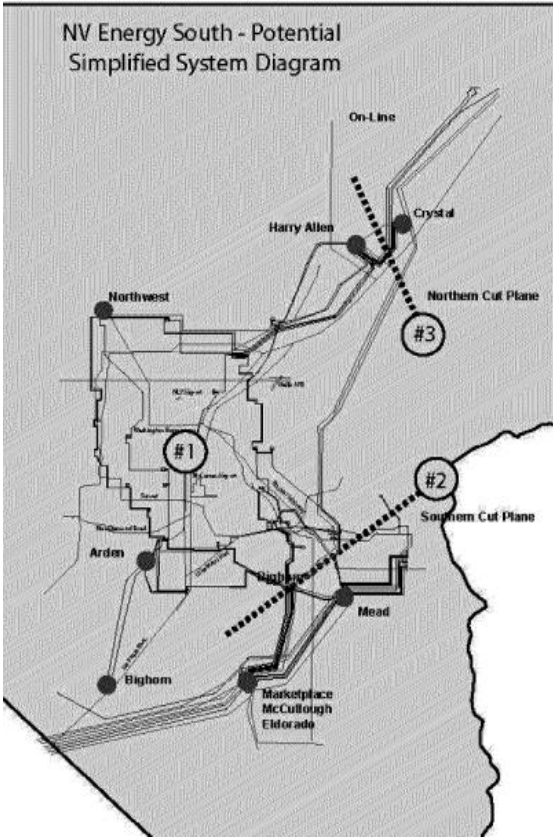 NV Energy South - Potential
Simplified System Diagram
On-Line
Crystal
Harry Allen
Northwest
Northern Cut Plane
#3
#1
#2
Southern Cut Plane
Arden
Mead
Bighorn
Marketplace
McCullough
Eldorado